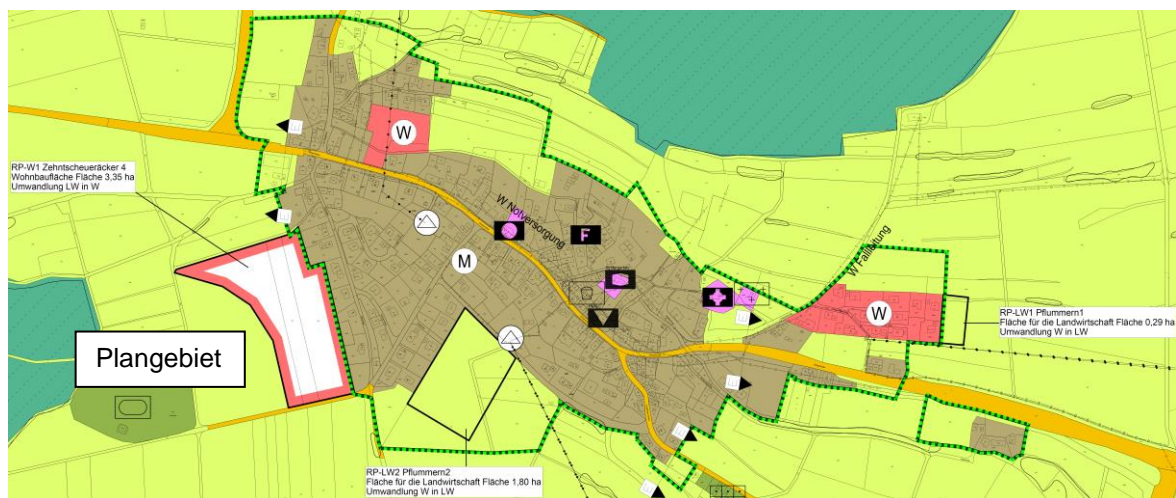 W
RP-W1 Zehntscheueräcker 4
Wohnbaufläche Fläche 3,35 ha
Umwandlung LW in W
W Notversorgung
F
M
W Fallleitung
W
RP-LW1 Pflummern1
Fläche für die Landwirtschaft Fläche 0,29 ha
Umwandlung W in LW
Plangebiet
RP-LW2 Pflummern2
Fläche für die Landwirtschaft Fläche 1,80 ha
Umwandlung W in LW